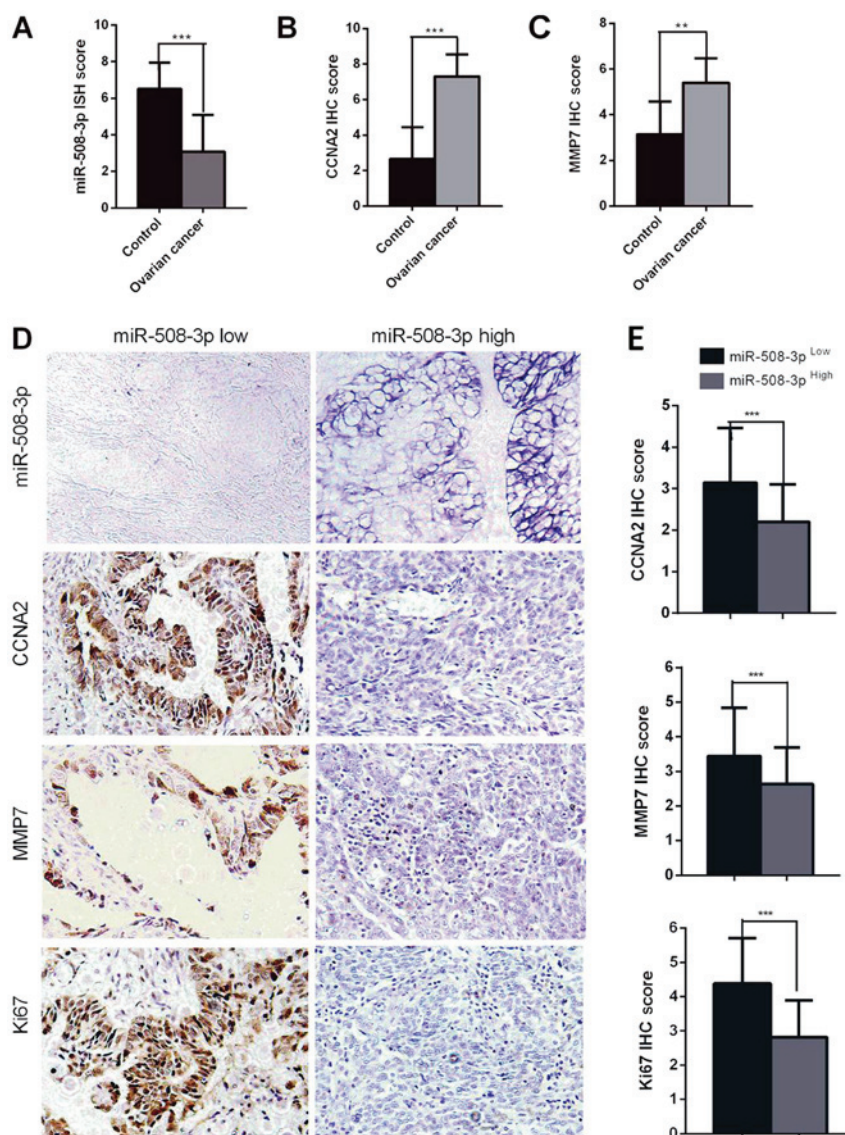 A
miR-508-3p ISH score
10
8
6
4
2
0
***
Control
Ovarian cancer
B
CCNA2 IHC score
10
8
6
4
2
0
***
Control
Ovarian cancer
C
MMP7 IHC score
8
6
4
2
0
**
Control
Ovarian cancer
D
miR-508-3p low
miR-508-3p high
miR-508-3p
CCNA2
MMP7
Ki67
E
miR-508-3p Low
miR-508-3p High
CCNA2 IHC score
5
4
3
2
1
0
***
MMP7 IHC score
6
5
4
3
2
1
0
***
Ki67 IHC score
6
5
4
3
2
1
0
***